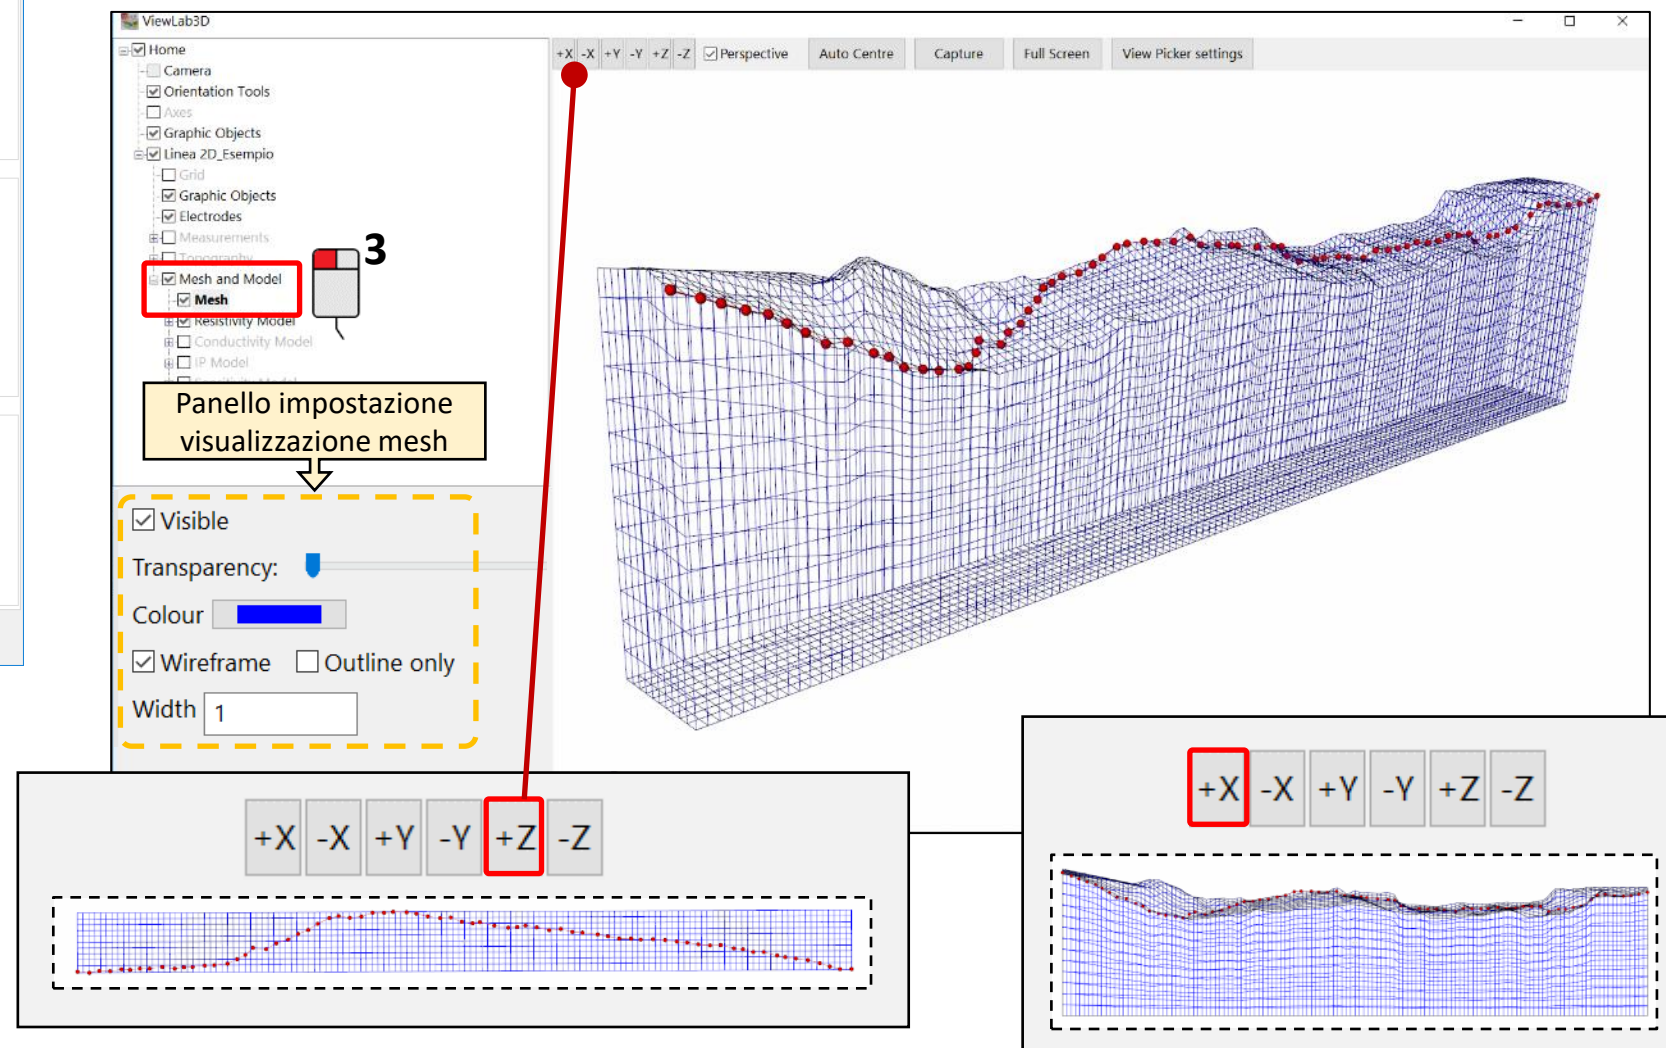 ViewLab3D
Home
Camera
Orientation Tools
Axes
Graphic Objects
Linea 2D_Esempio
Grid
Graphic Objects
Electrodes
Measurements
Topography
Mesh and Model
Mesh
Resistivity Model
Conductivity Model
IP Model
3
+X -X +Y -Y +Z -Z Perspective Auto Centre Capture Full Screen View Picker settings
Panello impostazione
visualizzazione mesh
Visible
Transparency:
Colour
Wireframe Outline only
Width 1
+X -X +Y -Y +Z -Z
+X -X +Y -Y +Z -Z